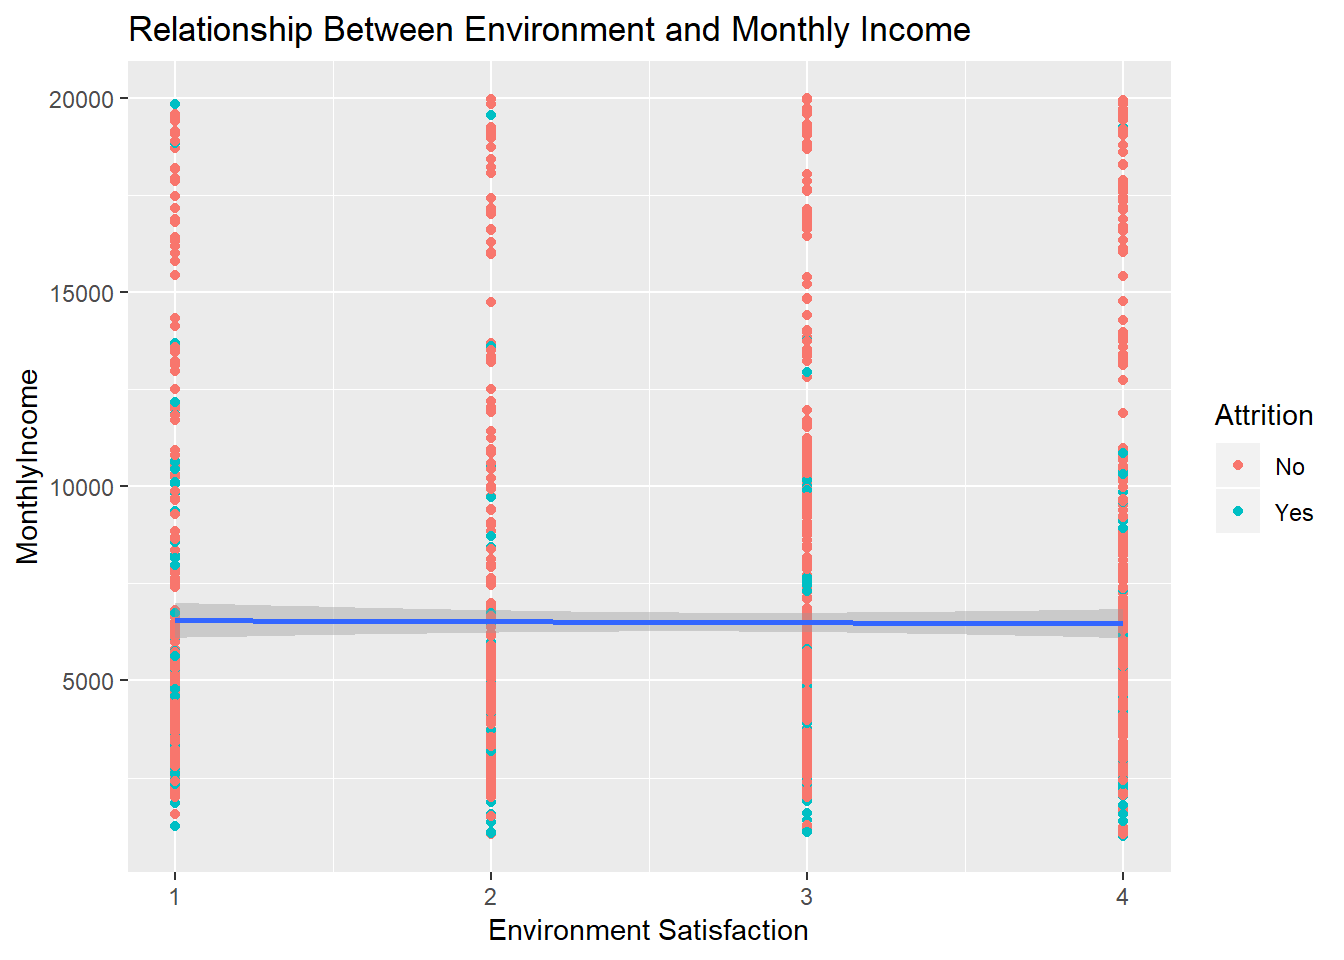 Relationship Between Environment and Monthly Income
20000
15000
10000
5000
MonthlyIncome
1 2 3 4
Environment Satisfaction
Attrition
No
Yes